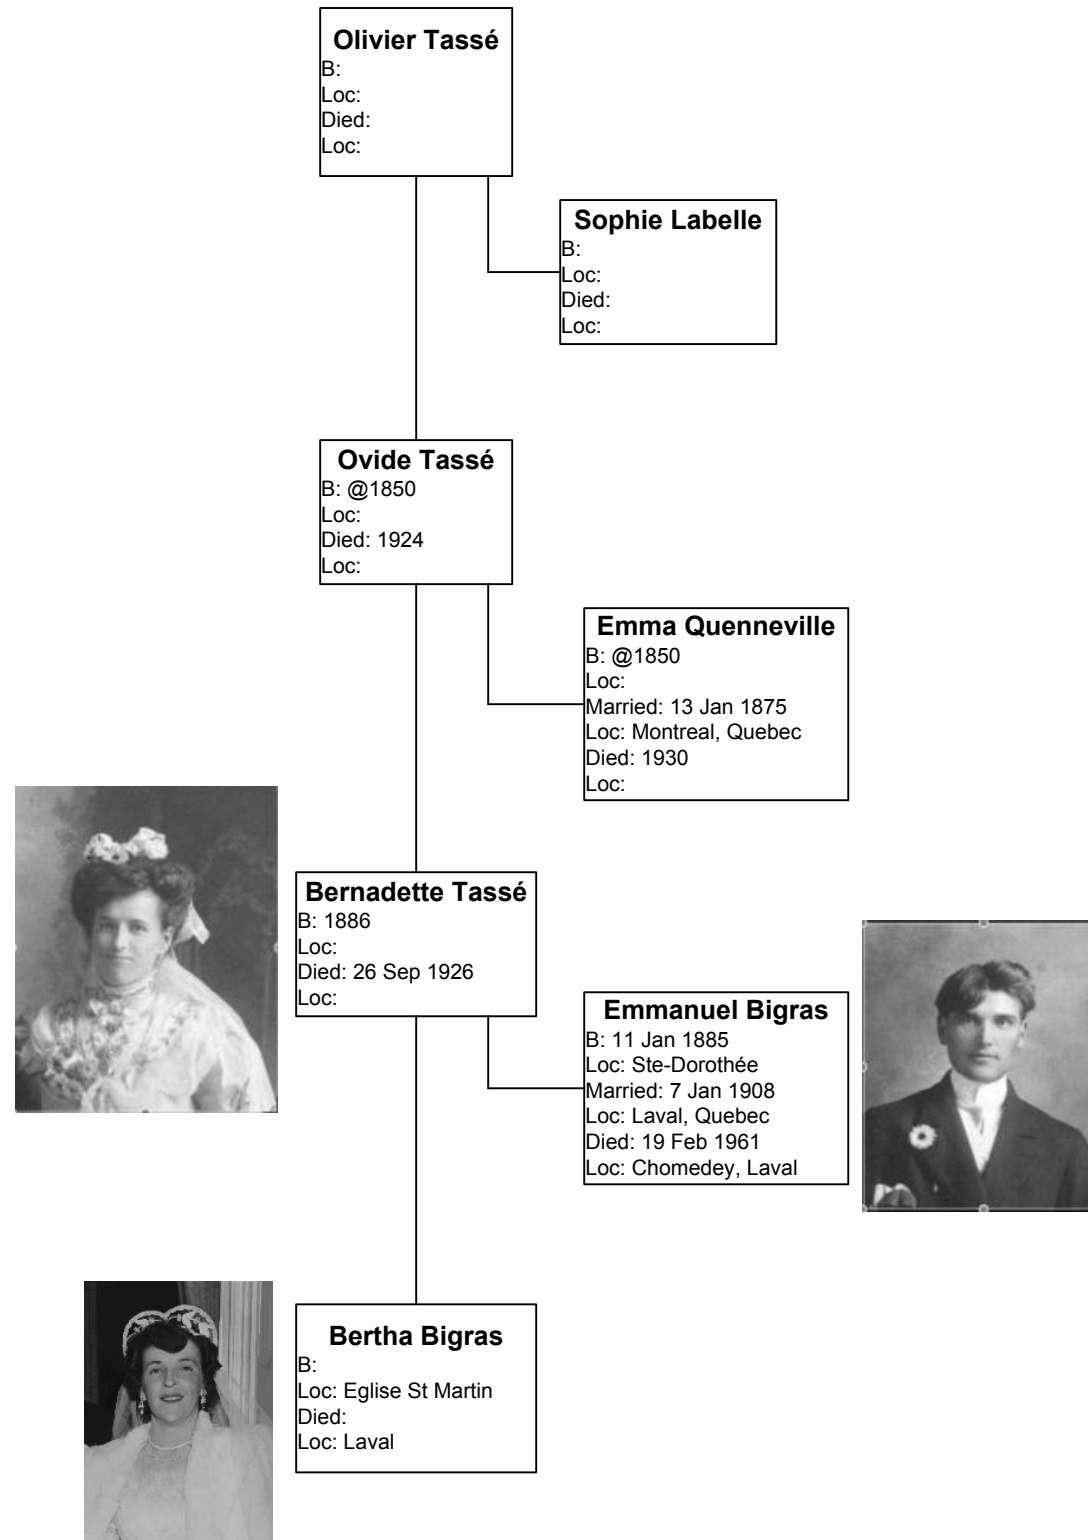 Olivier Tassé
B:
Loc:
Died:
Loc:
Sophie Labelle
B:
Loc:
Died:
Loc:
Ovide Tassé
B: @1850
Loc:
Died: 1924
Loc:
Emma Quenneville
B: @1850
Loc:
Married: 13 Jan 1875
Loc: Montreal, Quebec
Died: 1930
Loc:
Bernadette Tassé
B: 1886
Loc:
Died: 26 Sep 1926
Loc:
Emmanuel Bigras
B: 11 Jan 1885
Loc: Ste-Dorothée
Married: 7 Jan 1908
Loc: Laval, Quebec
Died: 19 Feb 1961
Loc: Chomedey, Laval
Bertha Bigras
B:
Loc: Eglise St Martin
Died:
Loc: Laval